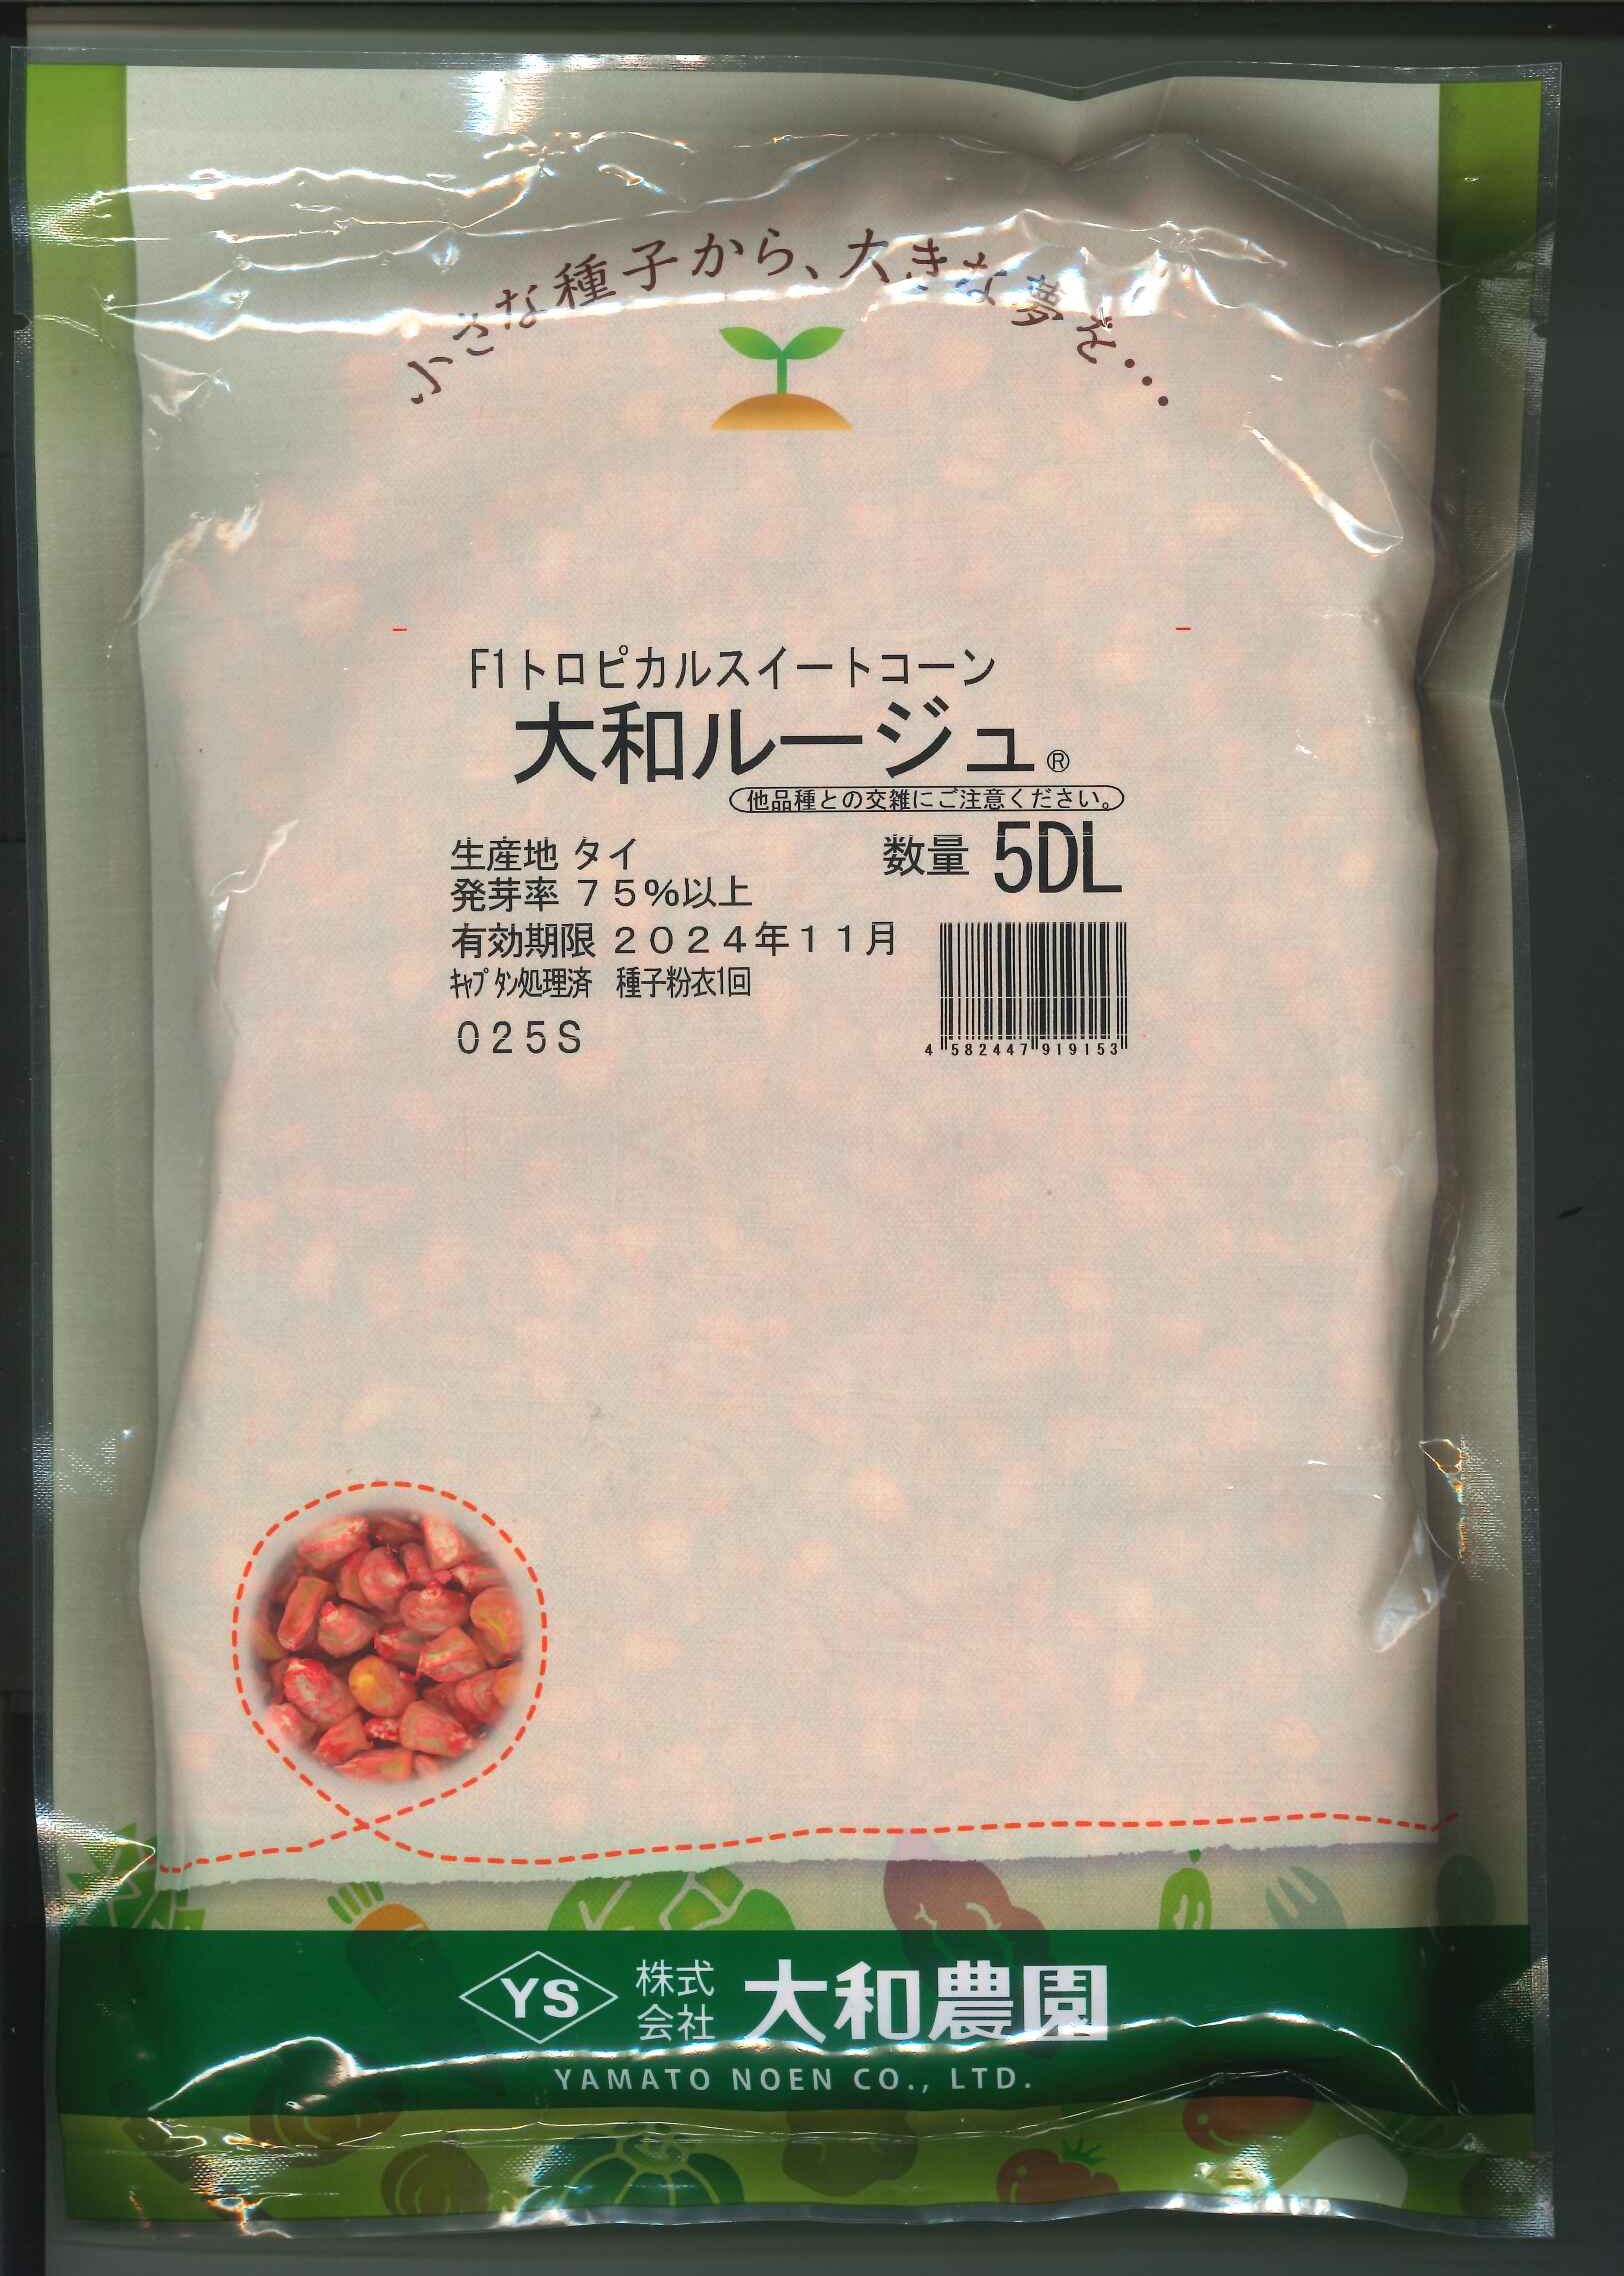 小さな種子から、大きな夢を…
F1トロピカルスイートコーン
大和ルージュ®
他品種との交雑にご注意ください。
生産地 タイ
数量 5DL
発芽率 75%以上
有効期限 2024年11月
ｷｬﾌﾟﾀﾝ処理済 種子粉衣1回
025S
4 582447 919153
YS 株式会社 大和農園
YAMATO NOEN CO., LTD.